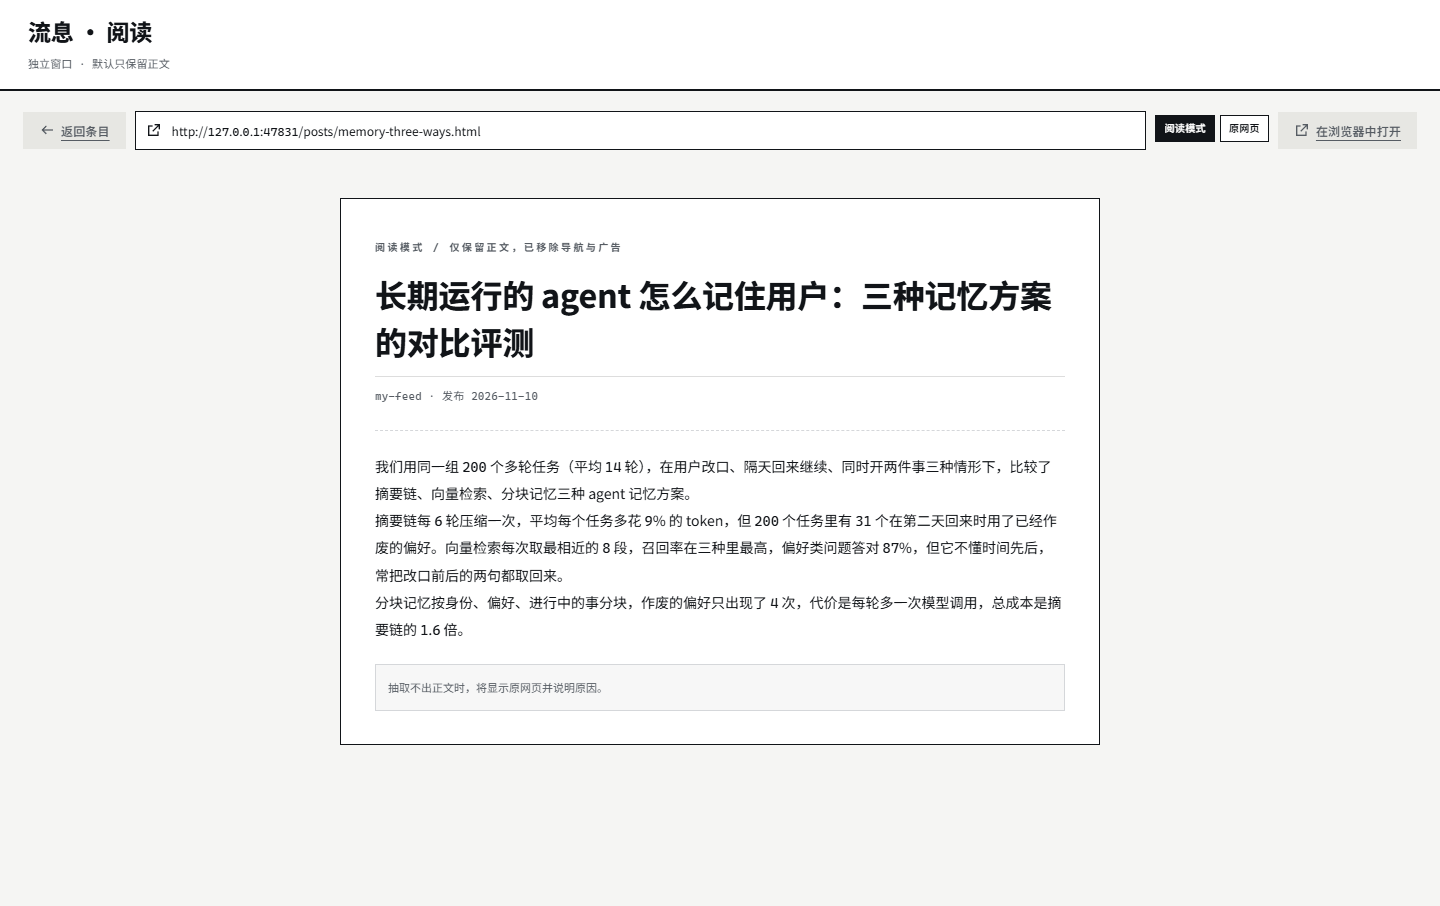 流息 · 阅读
独立窗口 · 默认只保留正文
返回条目
http://127.0.0.1:47831/posts/memory-three-ways.html
阅读模式
原网页
在浏览器中打开
阅读模式 / 仅保留正文，已移除导航与广告
长期运行的 agent 怎么记住用户：三种记忆方案
的对比评测
my-feed · 发布 2026-11-10
我们用同一组 200 个多轮任务（平均 14 轮），在用户改口、隔天回来继续、同时开两件事三种情形下，比较了
摘要链、向量检索、分块记忆三种 agent 记忆方案。
摘要链每 6 轮压缩一次，平均每个任务多花 9% 的 token，但 200 个任务里有 31 个在第二天回来时用了已经作
废的偏好。向量检索每次取最相近的 8 段，召回率在三种里最高，偏好类问题答对 87%，但它不懂时间先后，
常把改口前后的两句都取回来。
分块记忆按身份、偏好、进行中的事分块，作废的偏好只出现了 4 次，代价是每轮多一次模型调用，总成本是摘
要链的 1.6 倍。
抽取不出正文时，将显示原网页并说明原因。